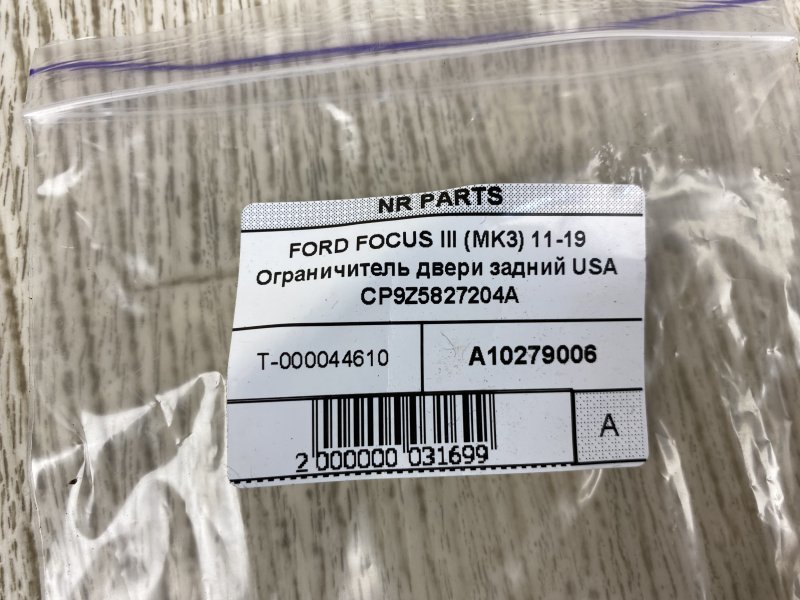 NR PARTS
FORD FOCUS III (MK3) 11-19
Ограничитель двери задний USA
CP9Z5827204A
T-000044610
A10279006
A
2 000000 031699